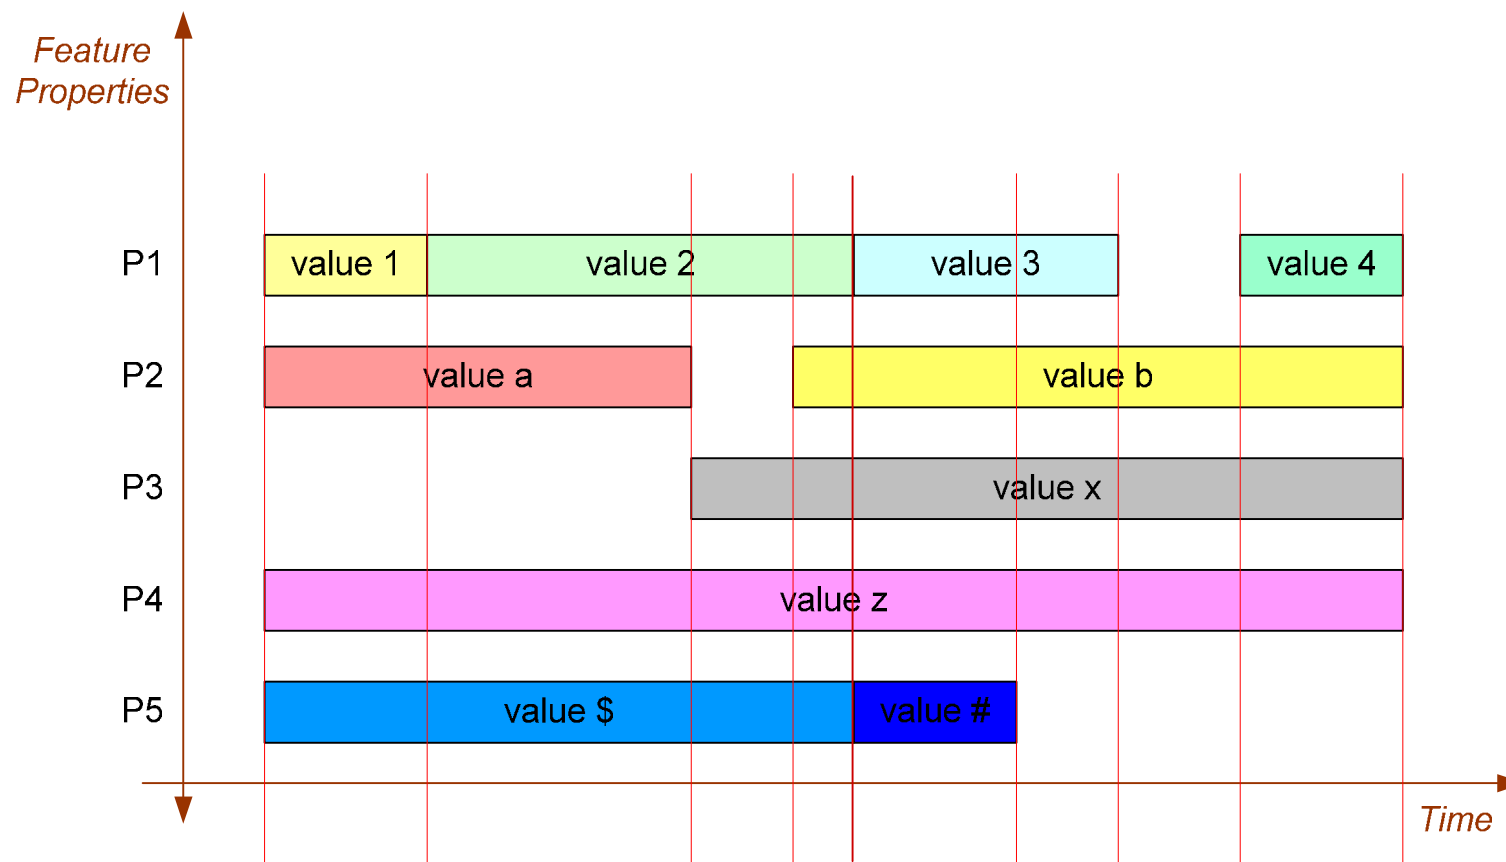 Feature
Properties
P1
value 1
value 2
value 3
value 4
P2
value a
value b
P3
value x
P4
value z
P5
value $
value #
Time